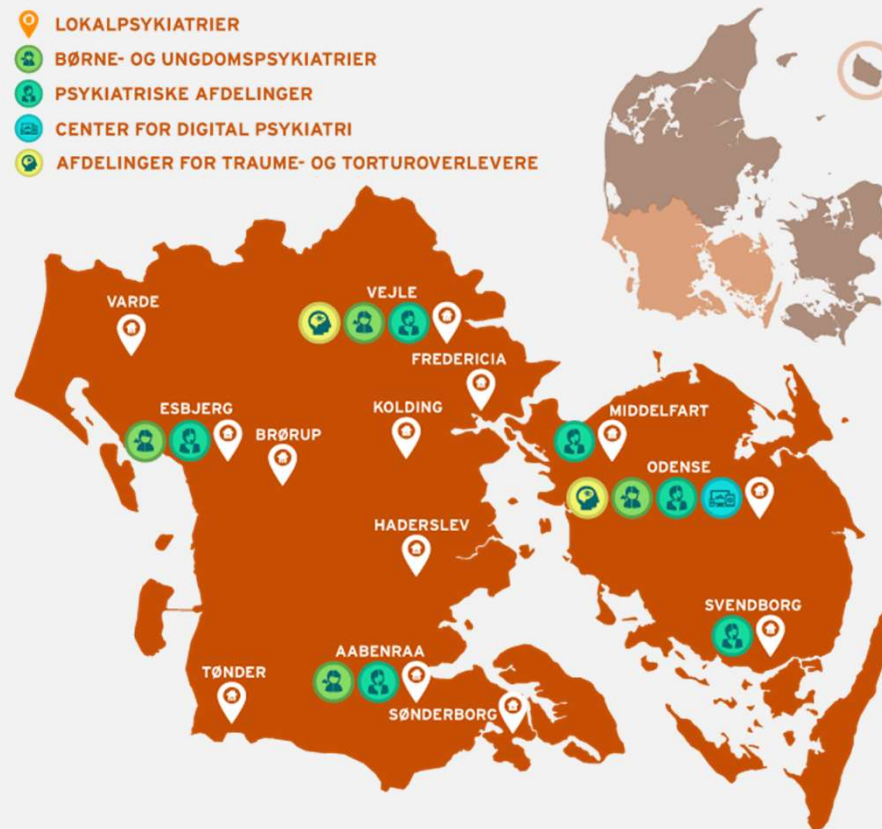 LOKALPSYKIATRIER
BØRNE- OG UNGDOMSPSYKIATRIER
PSYKIATRISKE AFDELINGER
CENTER FOR DIGITAL PSYKIATRI
AFDELINGER FOR TRAUME- OG TORTUROVERLEVERE
VARDE
VEJLE
FREDERICIA
ESBJERG
BRØRUP
KOLDING
MIDDELFART
ODENSE
HADERSLEV
SVENDBORG
TØNDER
AABENRAA
SØNDERBORG